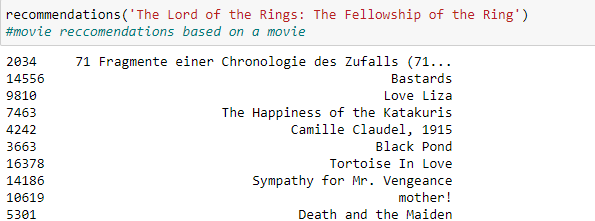 recommendations('The Lord of the Rings: The Fellowship of the Ring')
#movie reccomendations based on a movie
2034 71 Fragmente einer Chronologie des Zufalls (71...
14556 Bastards
9810 Love Liza
7463 The Happiness of the Katakuris
4242 Camille Claudel, 1915
3663 Black Pond
16378 Tortoise In Love
14186 Sympathy for Mr. Vengeance
10619 mother!
5301 Death and the Maiden